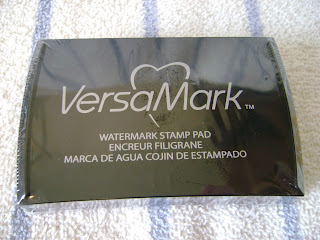 VersaMark™
WATERMARK STAMP PAD
ENCREUR FILIGRANE
MARCA DE AGUA COJIN DE ESTAMPADO